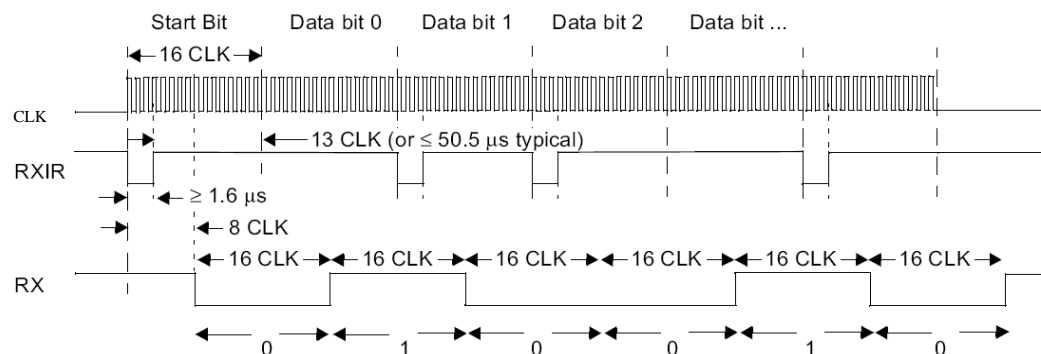 Start Bit Data bit 0 Data bit 1 Data bit 2 Data bit ...
16 CLK
CLK
13 CLK (or ≤ 50.5 μs typical)
RXIR
≥ 1.6 μs
8 CLK
16 CLK 16 CLK 16 CLK 16 CLK 16 CLK 16 CLK
RX
0 1 0 0 1 0